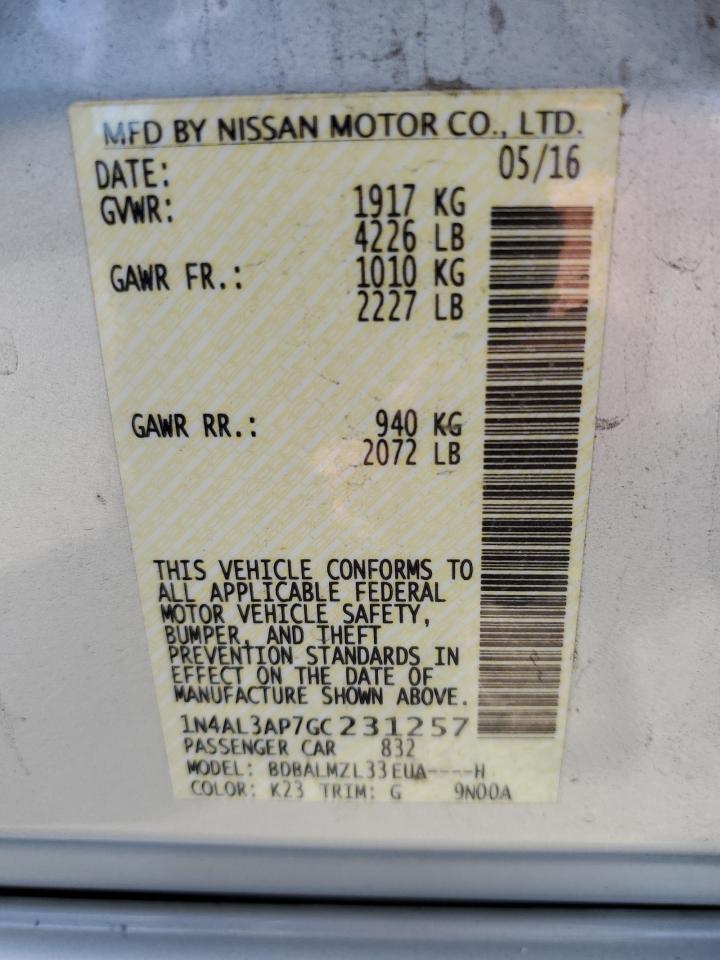 MFD BY NISSAN MOTOR CO., LTD.
DATE: 05/16
GVWR: 1917 KG
4226 LB
GAWR FR.: 1010 KG
2227 LB
GAWR RR.: 940 KG
2072 LB
THIS VEHICLE CONFORMS TO
ALL APPLICABLE FEDERAL
MOTOR VEHICLE SAFETY,
BUMPER, AND THEFT
PREVENTION STANDARDS IN
EFFECT ON THE DATE OF
MANUFACTURE SHOWN ABOVE.
1N4AL3AP7GC231257
PASSENGER CAR 832
MODEL: BDBALMZL33EUA----H
COLOR: K23 TRIM: G 9N00A